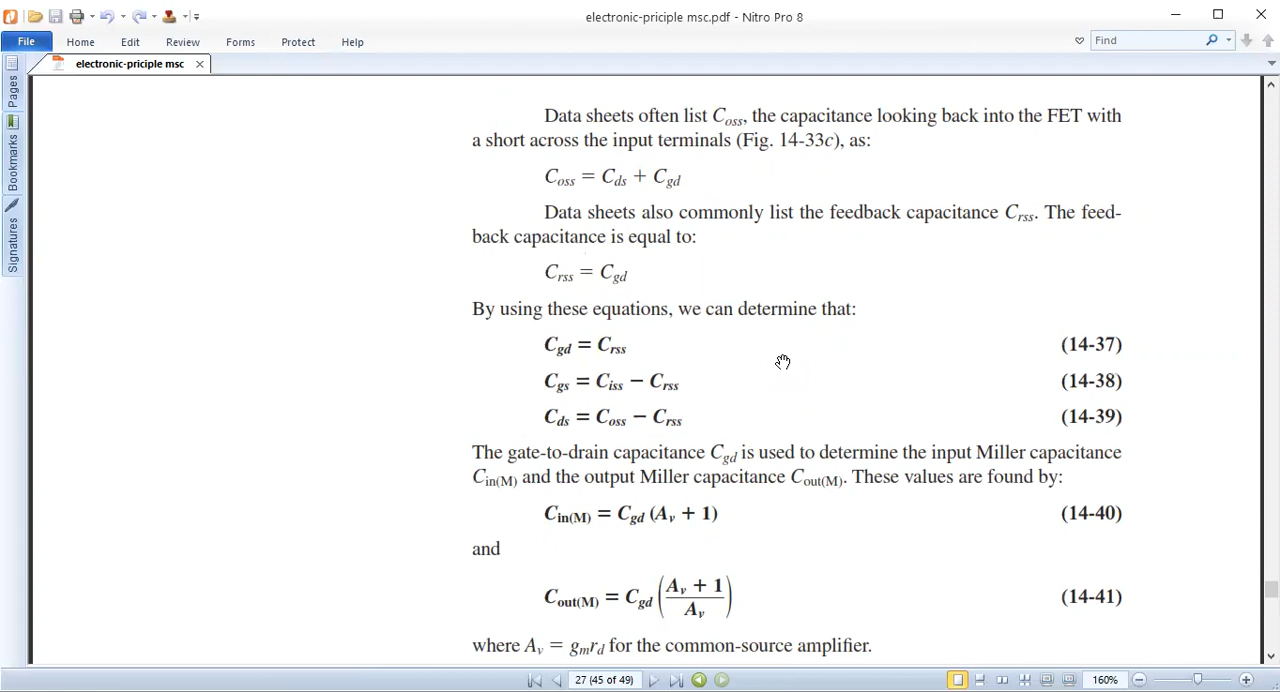 electronic-priciple msc.pdf - Nitro Pro 8
File Home Edit Review Forms Protect Help Find
electronic-priciple msc
Pages
Bookmarks
Signatures
Data sheets often list Coss, the capacitance looking back into the FET with
a short across the input terminals (Fig. 14-33c), as:
Coss = Cds + Cgd
Data sheets also commonly list the feedback capacitance Crss. The feed-
back capacitance is equal to:
Crss = Cgd
By using these equations, we can determine that:
Cgd = Crss (14-37)
Cgs = Ciss − Crss (14-38)
Cds = Coss − Crss (14-39)
The gate-to-drain capacitance Cgd is used to determine the input Miller capacitance
Cin(M) and the output Miller capacitance Cout(M). These values are found by:
Cin(M) = Cgd (Av + 1) (14-40)
and
Cout(M) = Cgd (Av + 1 / Av) (14-41)
where Av = gmrd for the common-source amplifier.
27 (45 of 49) 160%